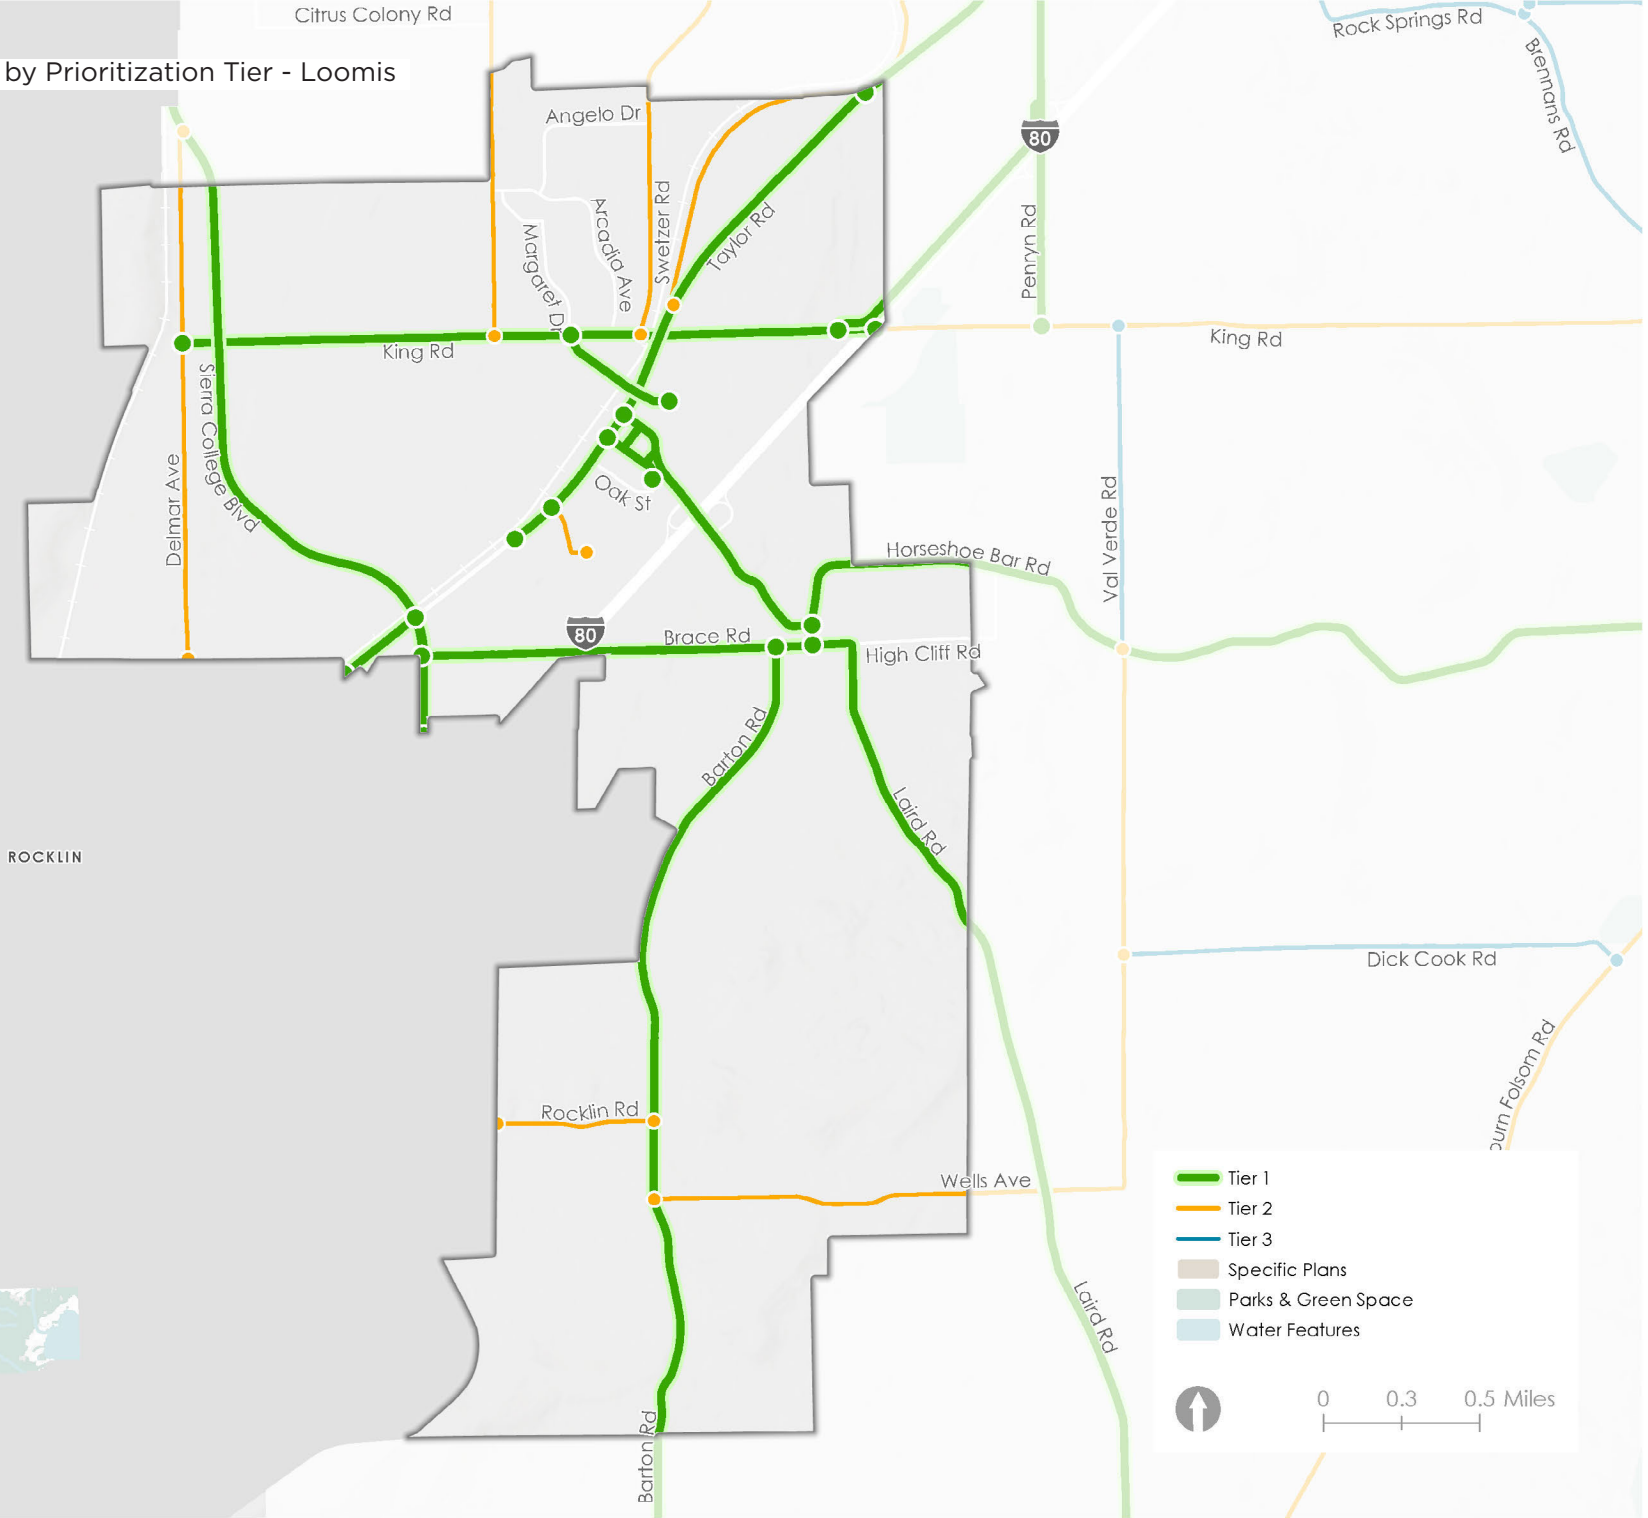 Citrus Colony Rd
Rock Springs Rd
Brennans Rd
by Prioritization Tier - Loomis
Angelo Dr
80
Swetzer Rd
Arcadia Ave
Margaret Dr
Taylor Rd
Penryn Rd
King Rd
King Rd
Sierra College Blvd
Delmar Ave
Oak St
Val Verde Rd
Horseshoe Bar Rd
80
Brace Rd
High Cliff Rd
Barton Rd
Laird Rd
ROCKLIN
Dick Cook Rd
urn Folsom Rd
Rocklin Rd
Wells Ave
Tier 1
Tier 2
Tier 3
Specific Plans
Parks & Green Space
Water Features
Laird Rd
0 0.3 0.5 Miles
Barton Rd